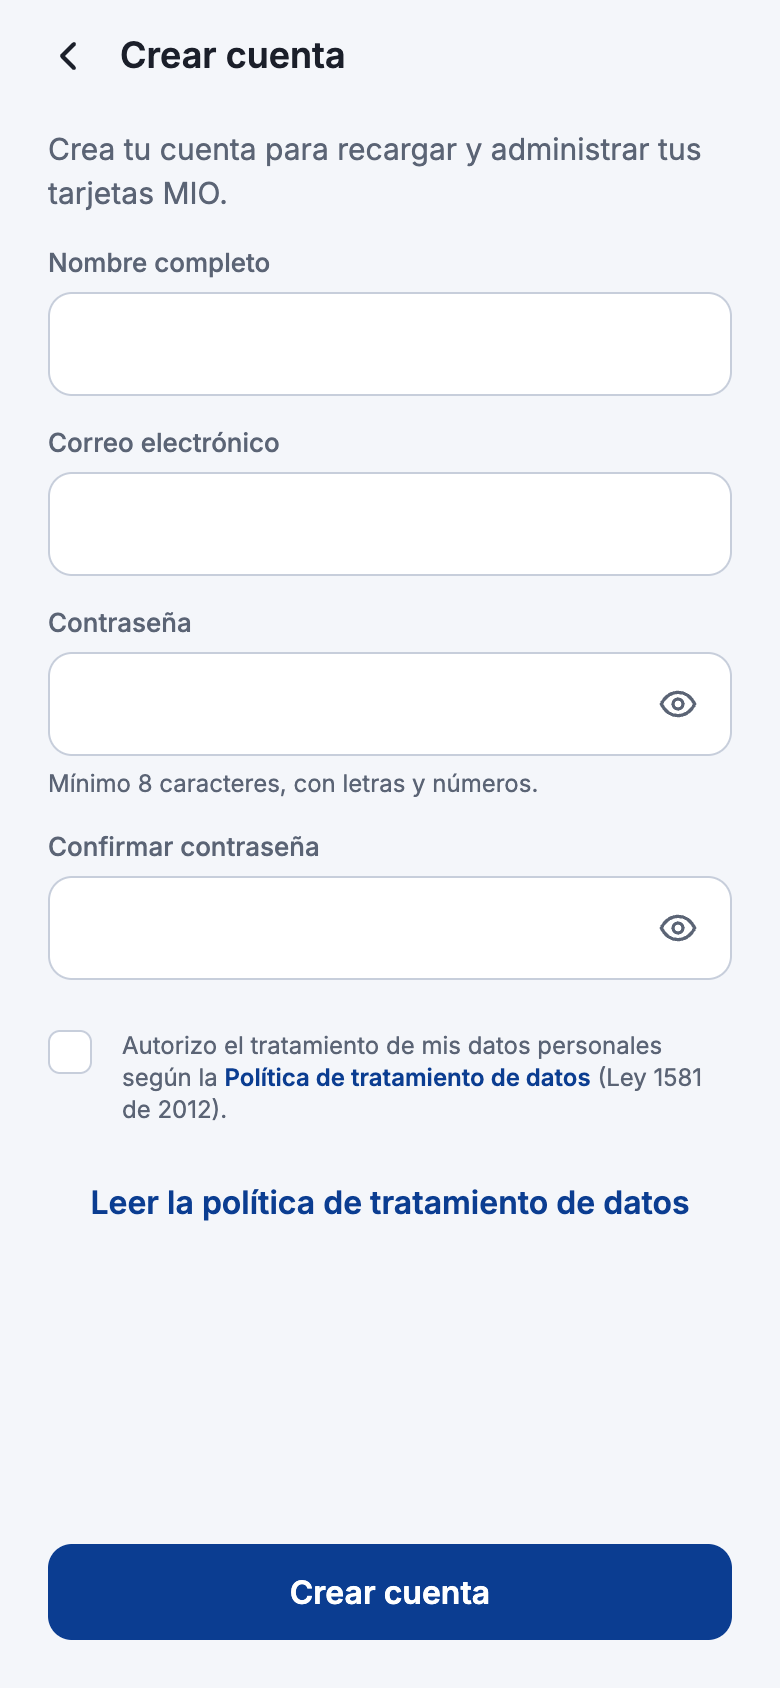 Crear cuenta
Crea tu cuenta para recargar y administrar tus
tarjetas MIO.
Nombre completo
Correo electrónico
Contraseña
Mínimo 8 caracteres, con letras y números.
Confirmar contraseña
Autorizo el tratamiento de mis datos personales
según la Política de tratamiento de datos (Ley 1581
de 2012).
Leer la política de tratamiento de datos
Crear cuenta